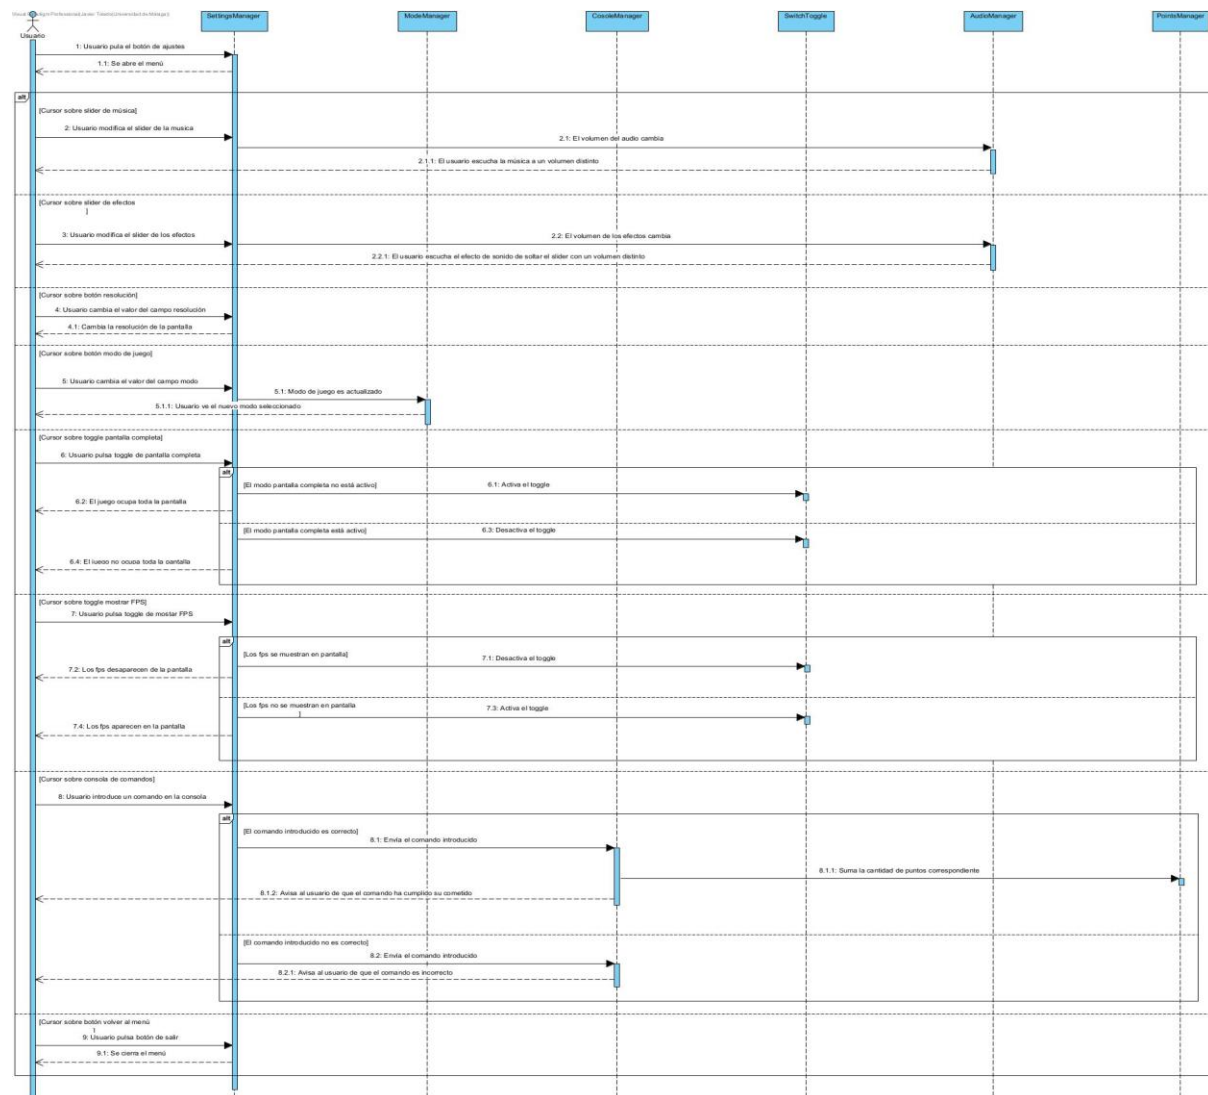 Visual Paradigm Professional(Javier Toledo(Universidad de Málaga))
Usuario
SettingsManager
ModeManager
CosoleManager
SwitchToggle
AudioManager
PointsManager
1: Usuario pula el botón de ajustes
1.1: Se abre el menú
alt
[Cursor sobre slider de música]
2: Usuario modifica el slider de la musica
2.1: El volumen del audio cambia
2.1.1: El usuario escucha la música a un volumen distinto
[Cursor sobre slider de efectos
]
3: Usuario modifica el slider de los efectos
2.2: El volumen de los efectos cambia
2.2.1: El usuario escucha el efecto de sonido de soltar el slider con un volumen distinto
[Cursor sobre botón resolución]
4: Usuario cambia el valor del campo resolución
4.1: Cambia la resolución de la pantalla
[Cursor sobre botón modo de juego]
5: Usuario cambia el valor del campo modo
5.1: Modo de juego es actualizado
5.1.1: Usuario ve el nuevo modo seleccionado
[Cursor sobre toggle pantalla completa]
6: Usuario pulsa toggle de pantalla completa
alt
[El modo pantalla completa no está activo]
6.1: Activa el toggle
6.2: El juego ocupa toda la pantalla
[El modo pantalla completa está activo]
6.3: Desactiva el toggle
6.4: El juego no ocupa toda la pantalla
[Cursor sobre toggle mostrar FPS]
7: Usuario pulsa toggle de mostar FPS
alt
[Los fps se muestran en pantalla]
7.1: Desactiva el toggle
7.2: Los fps desaparecen de la pantalla
[Los fps no se muestran en pantalla
]
7.3: Activa el toggle
7.4: Los fps aparecen en la pantalla
[Cursor sobre consola de comandos]
8: Usuario introduce un comando en la consola
alt
[El comando introducido es correcto]
8.1: Envía el comando introducido
8.1.1: Suma la cantidad de puntos correspondiente
8.1.2: Avisa al usuario de que el comando ha cumplido su cometido
[El comando introducido no es correcto]
8.2: Envía el comando introducido
8.2.1: Avisa al usuario de que el comando es incorrecto
[Cursor sobre botón volver al menú
]
9: Usuario pulsa botón de salir
9.1: Se cierra el menú